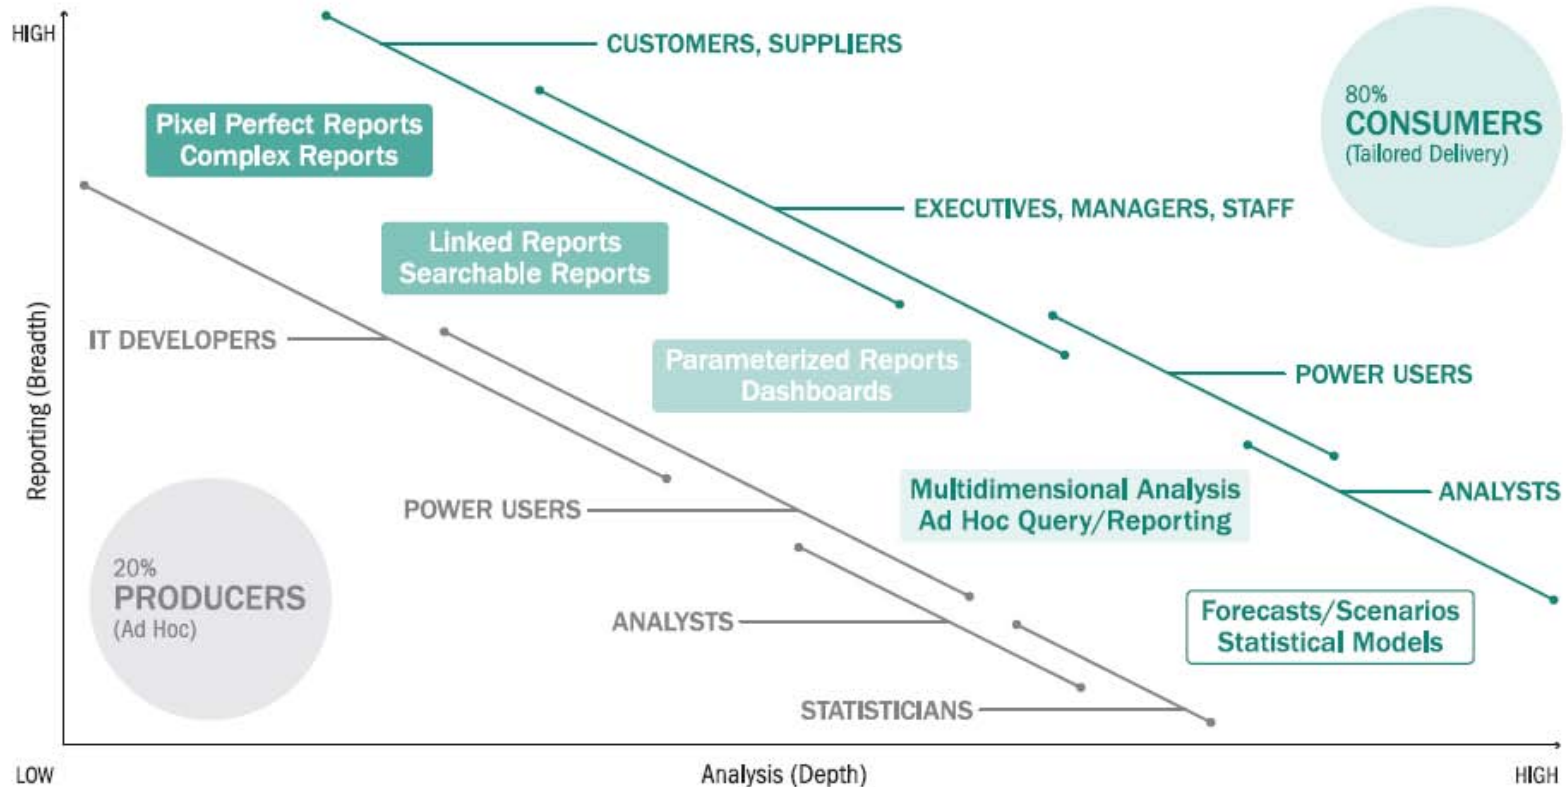 HIGH
CUSTOMERS, SUPPLIERS
80%
CONSUMERS
(Tailored Delivery)
Pixel Perfect Reports
Complex Reports
EXECUTIVES, MANAGERS, STAFF
Linked Reports
Searchable Reports
IT DEVELOPERS
Parameterized Reports
Dashboards
POWER USERS
Reporting (Breadth)
POWER USERS
Multidimensional Analysis
Ad Hoc Query/Reporting
ANALYSTS
20%
PRODUCERS
(Ad Hoc)
ANALYSTS
Forecasts/Scenarios
Statistical Models
STATISTICIANS
LOW
Analysis (Depth)
HIGH